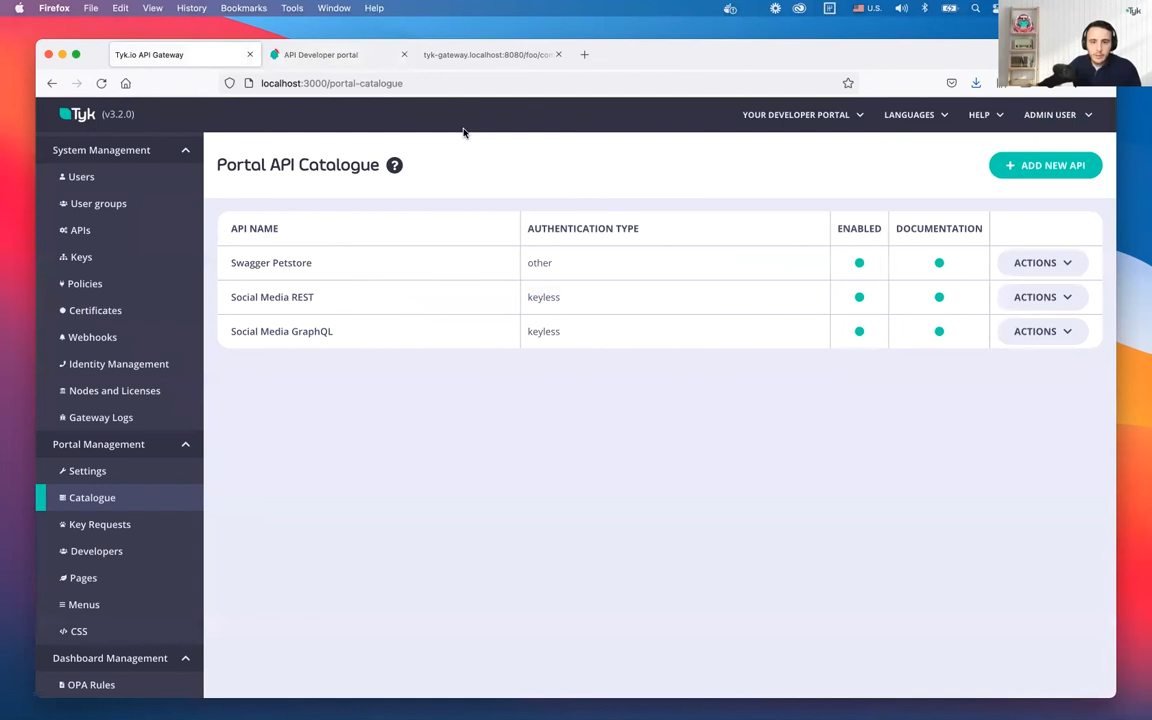 Firefox File Edit View History Bookmarks Tools Window Help U.S.
Tyk
Tyk.io API Gateway
API Developer portal
tyk-gateway.localhost:8080/foo/com
localhost:3000/portal-catalogue
Tyk (v3.2.0)
YOUR DEVELOPER PORTAL LANGUAGES HELP ADMIN USER
System Management
Users
User groups
APIs
Keys
Policies
Certificates
Webhooks
Identity Management
Nodes and Licenses
Gateway Logs
Portal Management
Settings
Catalogue
Key Requests
Developers
Pages
Menus
CSS
Dashboard Management
OPA Rules
Portal API Catalogue ?
+ ADD NEW API
API NAME AUTHENTICATION TYPE ENABLED DOCUMENTATION
Swagger Petstore other ACTIONS
Social Media REST keyless ACTIONS
Social Media GraphQL keyless ACTIONS